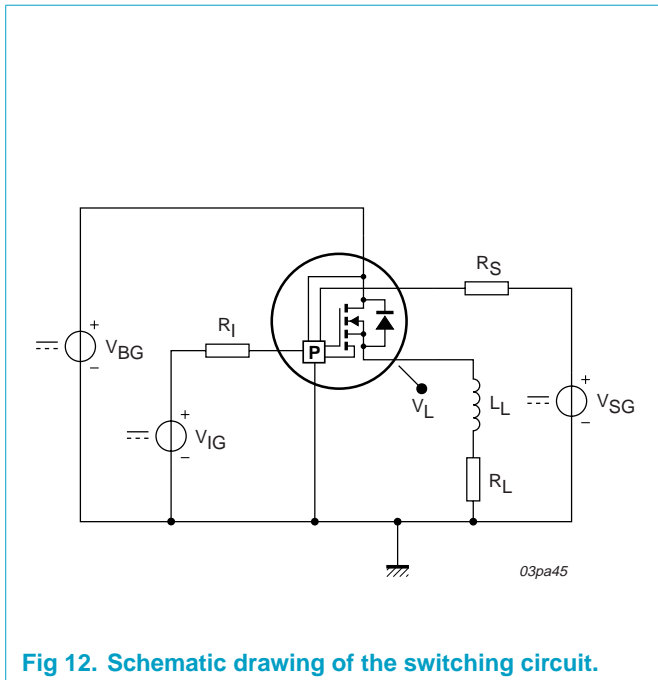 R_S
R_I
P
+
V_BG
−
+
V_IG
−
V_L
L_L
+
V_SG
−
R_L
03pa45
Fig 12. Schematic drawing of the switching circuit.